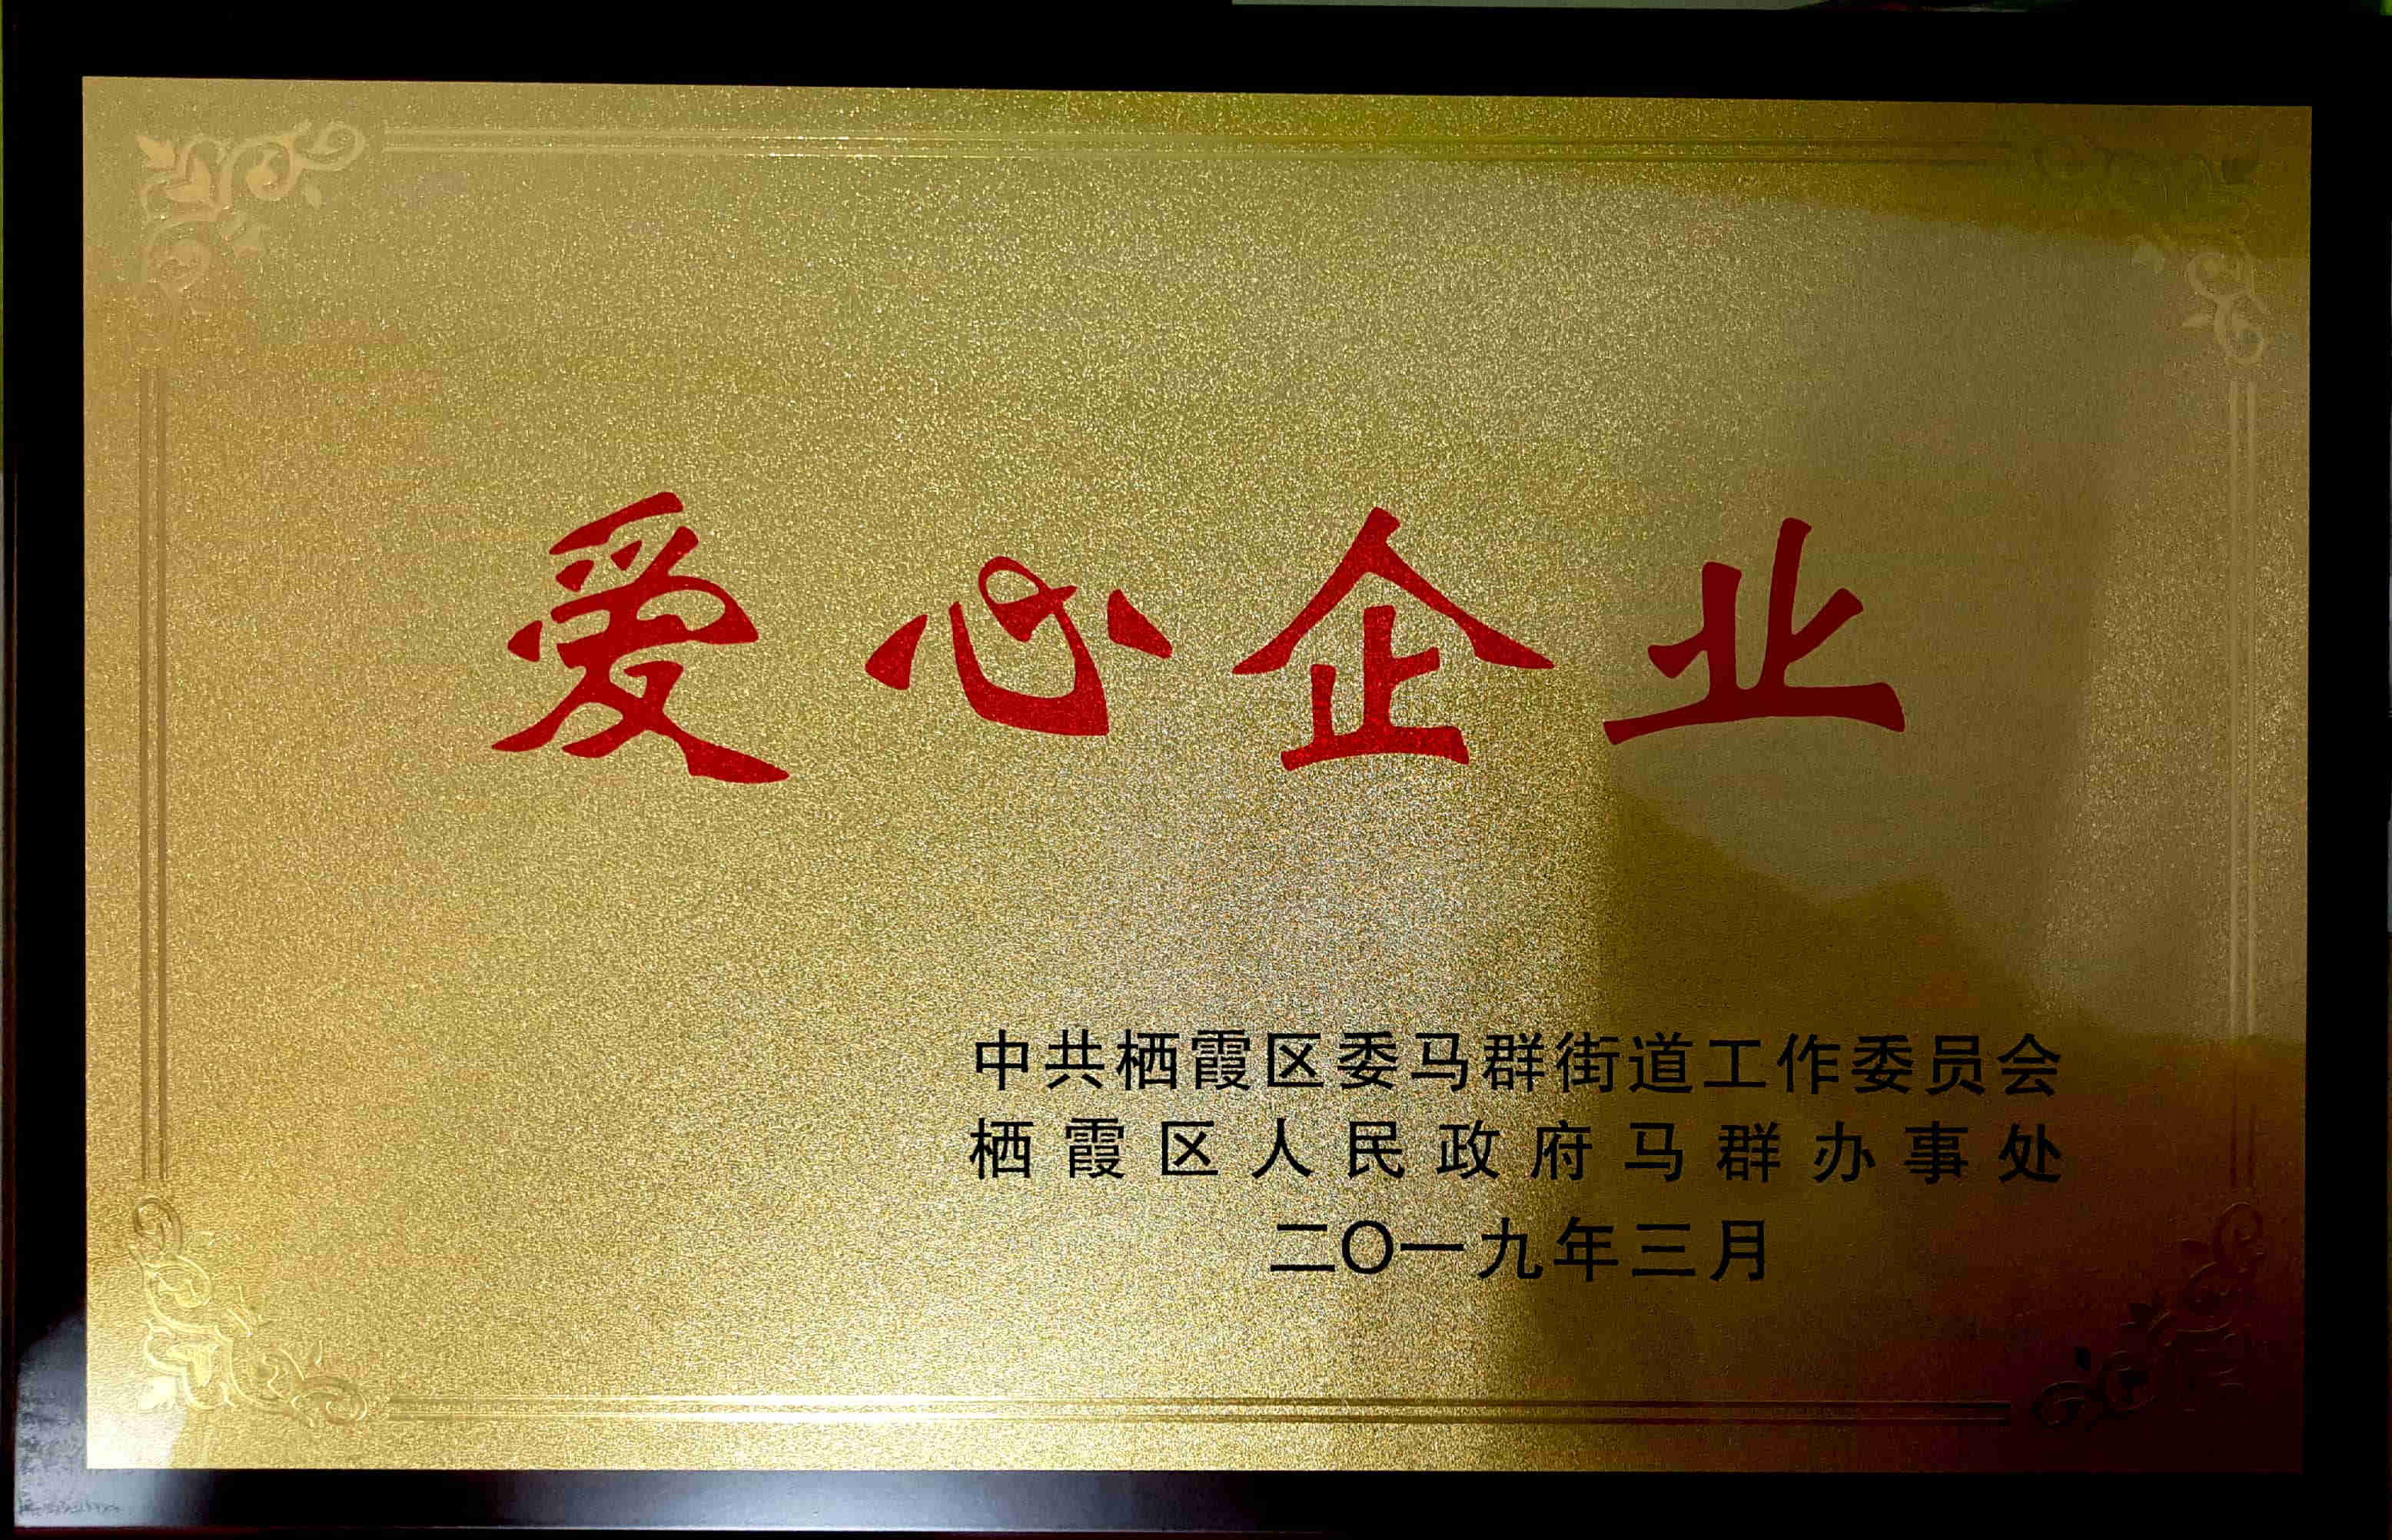 爱心企业
中共栖霞区委马群街道工作委员会
栖霞区人民政府马群办事处
二〇一九年三月